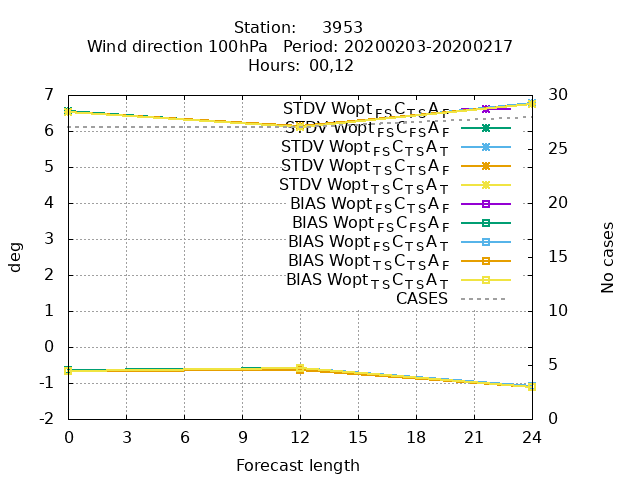 Station: 3953
Wind direction 100hPa Period: 20200203-20200217
Hours: 00,12
7
6
5
4
3
2
1
0
-1
-2
deg
30
25
20
15
10
5
0
No cases
STDV Wopt FS C TS A F
STDV Wopt FS C FS A F
STDV Wopt FS C TS A T
STDV Wopt TS C TS A F
STDV Wopt TS C TS A T
BIAS Wopt FS C TS A F
BIAS Wopt FS C FS A F
BIAS Wopt FS C TS A T
BIAS Wopt TS C TS A F
BIAS Wopt TS C TS A T
CASES
0 3 6 9 12 15 18 21 24
Forecast length